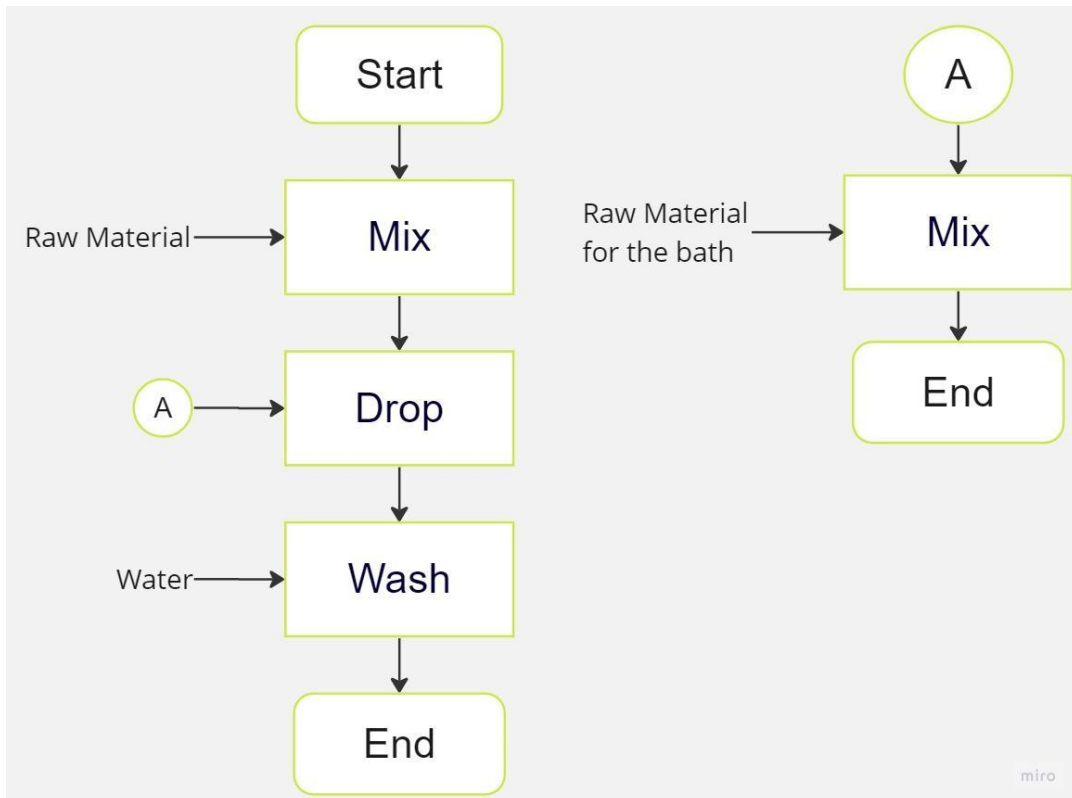 Start
Raw Material
Mix
A
Drop
Water
Wash
End
A
Raw Material
for the bath
Mix
End
miro